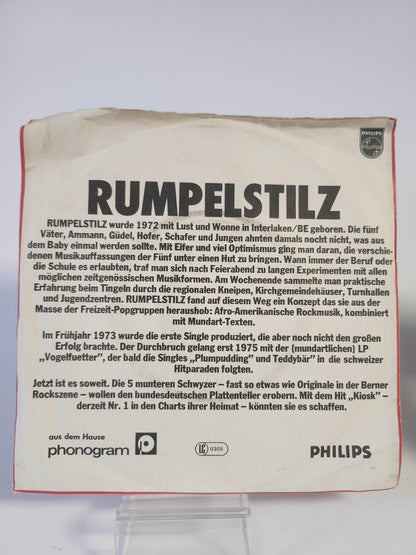 PHILIPS
RUMPELSTILZ
RUMPELSTILZ wurde 1972 mit Lust und Wonne in Interlaken/BE geboren. Die fünf
Väter, Ammann, Güdel, Hofer, Schafer und Jungen ahnten damals nocht nicht, was aus
dem Baby einmal werden sollte. Mit Eifer und viel Optimismus ging man daran, die verschie-
denen Musikauffassungen der Fünf unter einen Hut zu bringen. Wann immer der Beruf oder
die Schule es erlaubten, traf man sich nach Feierabend zu langen Experimenten mit allen
möglichen zeitgenössischen Musikformen. Am Wochenende sammelte man praktische
Erfahrung beim Tingeln durch die regionalen Kneipen, Kirchgemeindehäuser, Turnhallen
und Jugendzentren. RUMPELSTILZ fand auf diesem Weg ein Konzept das sie aus der
Masse der Freizeit-Popgruppen heraushob: Afro-Amerikanische Rockmusik, kombiniert
mit Mundart-Texten.
Im Frühjahr 1973 wurde die erste Single produziert, die aber noch nicht den großen
Erfolg brachte. Der Durchbruch gelang erst 1975 mit der (mundartlichen) LP
„Vogelfuetter”, der bald die Singles „Plumpudding" und Teddybär" in die schweizer
Hitparaden folgten.
Jetzt ist es soweit. Die 5 munteren Schwyzer – fast so etwas wie Originale in der Berner
Rockszene – wollen den bundesdeutschen Plattenteller erobern. Mit dem Hit „Kiosk" –
derzeit Nr. 1 in den Charts ihrer Heimat – könnten sie es schaffen.
aus dem Hause
phonogram
LC 0305
PHILIPS